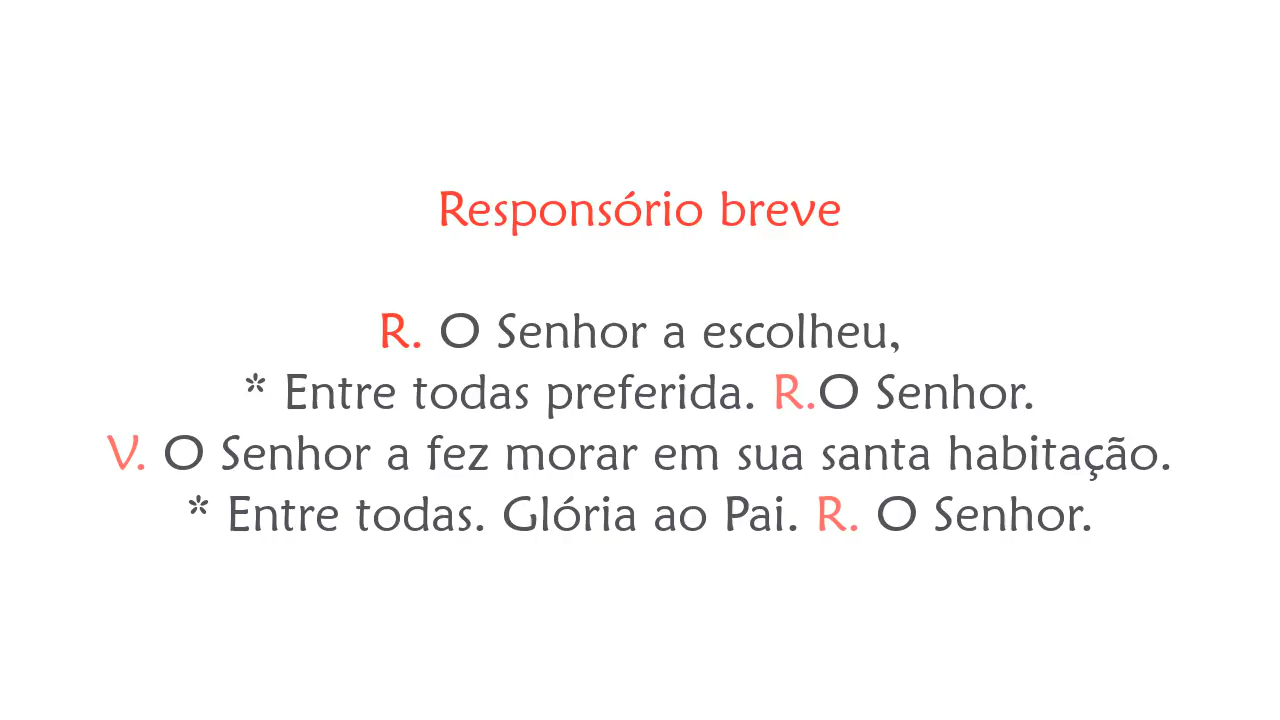 Responsório breve
R. O Senhor a escolheu,
* Entre todas preferida. R.O Senhor.
V. O Senhor a fez morar em sua santa habitação.
* Entre todas. Glória ao Pai. R. O Senhor.